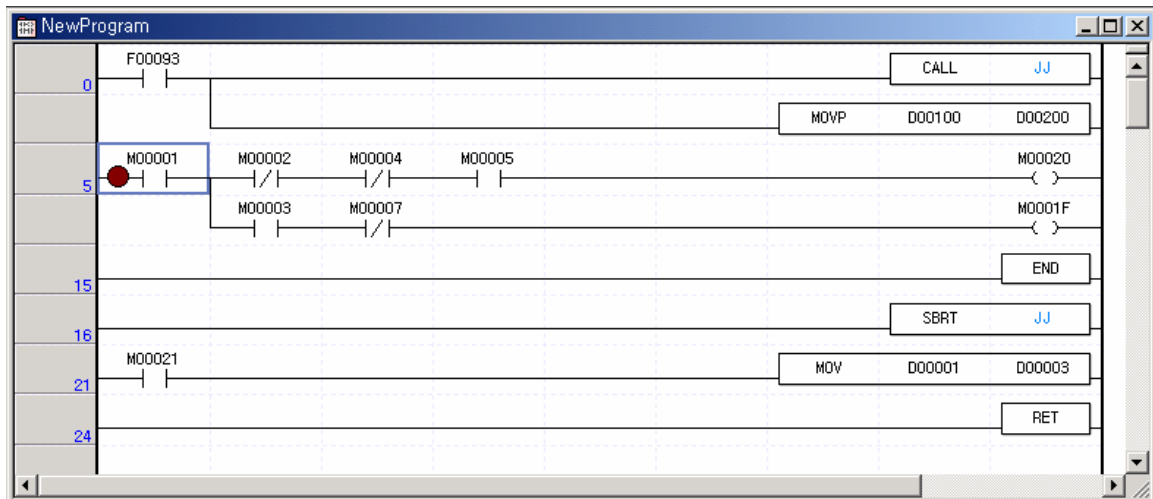 NewProgram
F00093
CALL JJ
0
MOVP D00100 D00200
M00001 M00002 M00004 M00005 M00020
5
M00003 M00007 M0001F
END
15
SBRT JJ
16
M00021
MOV D00001 D00003
21
RET
24